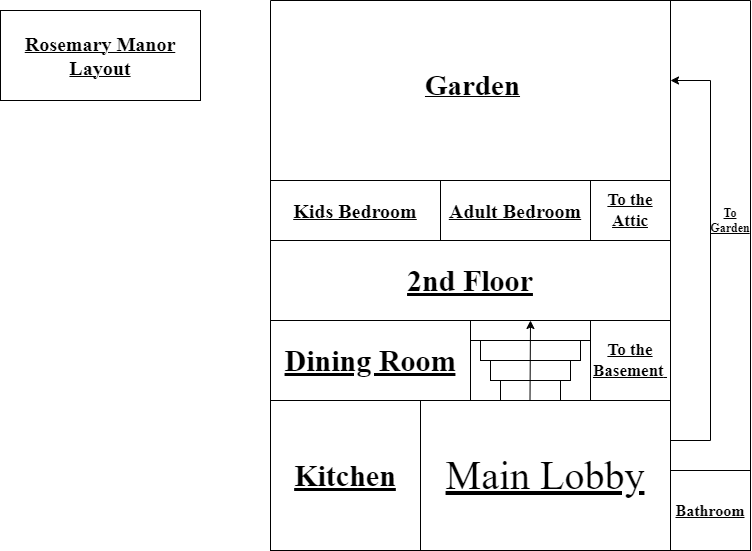 Rosemary Manor
Layout
Garden
Kids Bedroom
Adult Bedroom
To the
Attic
To
Garden
2nd Floor
Dining Room
To the
Basement
Kitchen
Main Lobby
Bathroom